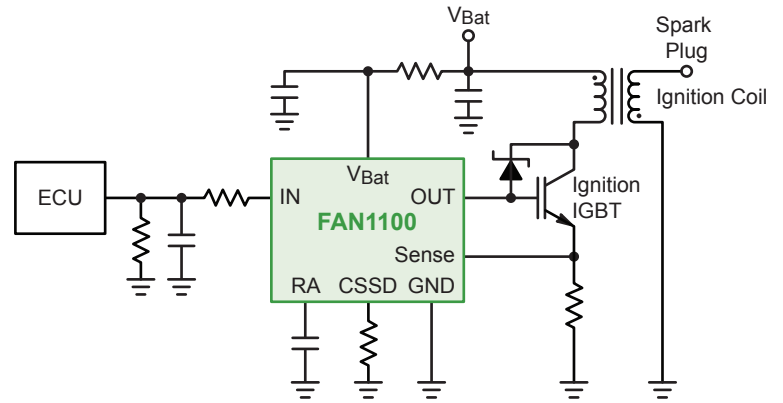 VBat
Spark
Plug
Ignition Coil
VBat
ECU
IN
OUT
Ignition
IGBT
FAN1100
Sense
RA CSSD GND